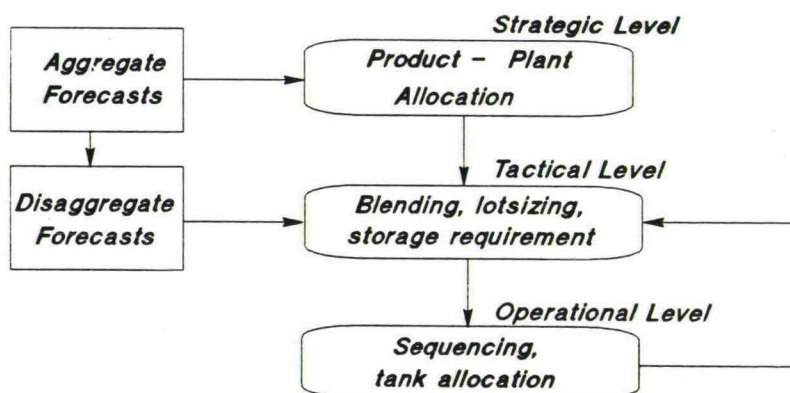 Strategic Level
Aggregate
Forecasts
Product - Plant
Allocation
Tactical Level
Disaggregate
Forecasts
Blending, lotsizing,
storage requirement
Operational Level
Sequencing,
tank allocation